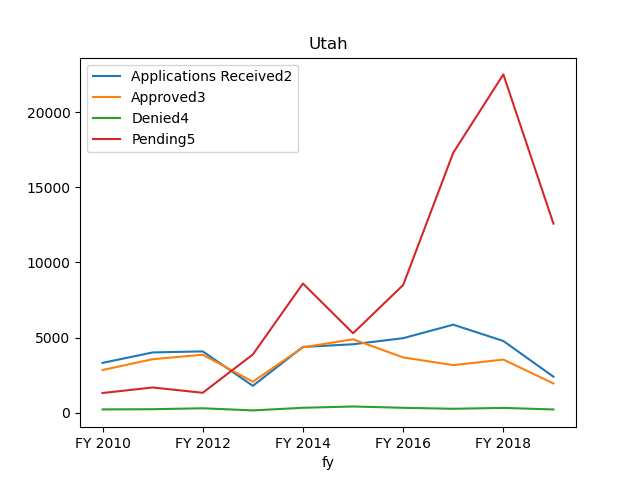 Utah
Applications Received2
Approved3
Denied4
Pending5
20000
15000
10000
5000
0
FY 2010 FY 2012 FY 2014 FY 2016 FY 2018
fy